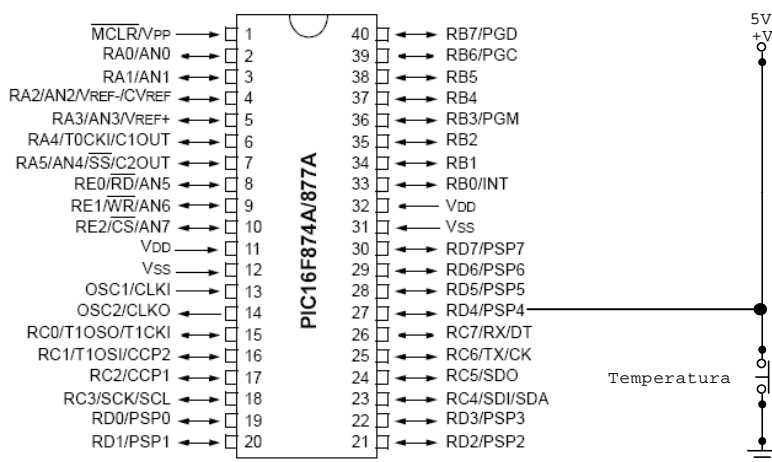 MCLR/VPP 1
RA0/AN0 2
RA1/AN1 3
RA2/AN2/VREF-/CVREF 4
RA3/AN3/VREF+ 5
RA4/T0CKI/C1OUT 6
RA5/AN4/SS/C2OUT 7
RE0/RD/AN5 8
RE1/WR/AN6 9
RE2/CS/AN7 10
VDD 11
VSS 12
OSC1/CLKI 13
OSC2/CLKO 14
RC0/T1OSO/T1CKI 15
RC1/T1OSI/CCP2 16
RC2/CCP1 17
RC3/SCK/SCL 18
RD0/PSP0 19
RD1/PSP1 20
PIC16F874A/877A
40 RB7/PGD
39 RB6/PGC
38 RB5
37 RB4
36 RB3/PGM
35 RB2
34 RB1
33 RB0/INT
32 VDD
31 VSS
30 RD7/PSP7
29 RD6/PSP6
28 RD5/PSP5
27 RD4/PSP4
26 RC7/RX/DT
25 RC6/TX/CK
24 RC5/SDO
23 RC4/SDI/SDA
22 RD3/PSP3
21 RD2/PSP2
5V
+V
Temperatura